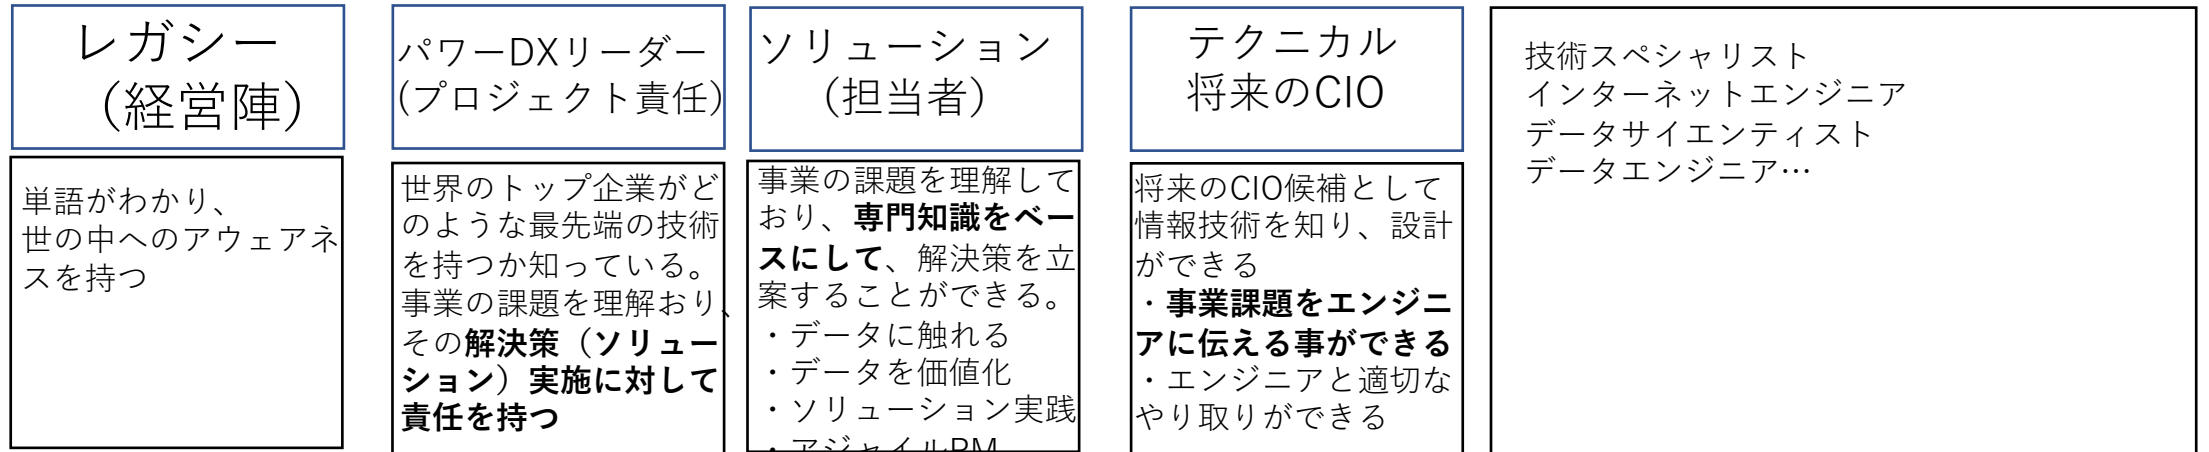 レガシー
（経営陣）
単語がわかり、
世の中へのアウェアネ
スを持つ
パワーDXリーダー
(プロジェクト責任)
世界のトップ企業がど
のような最先端の技術
を持つか知っている。
事業の課題を理解おり、
その解決策（ソリュー
ション）実施に対して
責任を持つ
ソリューション
（担当者）
事業の課題を理解して
おり、専門知識をベー
スにして、解決策を立
案することができる。
・データに触れる
・データを価値化
・ソリューション実践
・アジャイルPM
テクニカル
将来のCIO
将来のCIO候補として
情報技術を知り、設計
ができる
・事業課題をエンジニ
アに伝える事ができる
・エンジニアと適切な
やり取りができる
技術スペシャリスト
インターネットエンジニア
データサイエンティスト
データエンジニア…